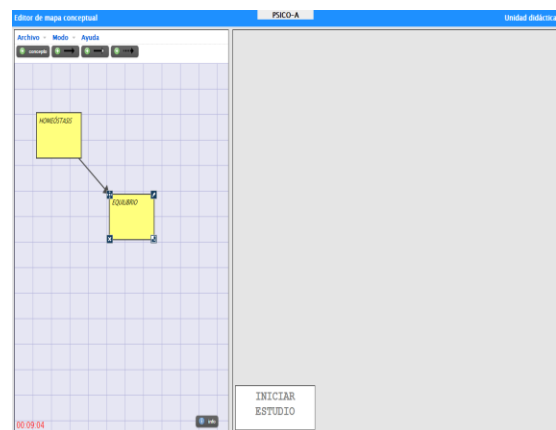 Editor de mapa conceptual PSICO-A Unidad didáctica
Archivo Modo Ayuda
concepto
HOMEÓSTASIS
EQUILIBRIO
INICIAR
ESTUDIO
00:09:04 info